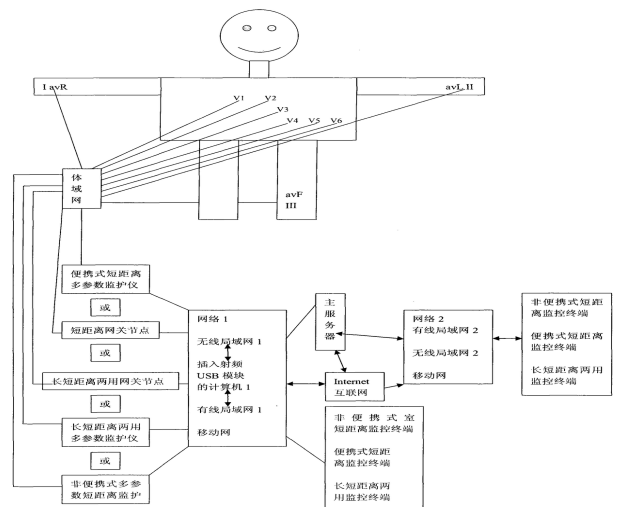 I avR
avL II
V1
V2
V3
V4
V5
V6
体
域
网
avF
III
便携式短距离
多参数监护仪
或
短距离网关节点
或
长短距离两用网关节点
或
长短距离两用
多参数监护仪
或
非便携式多参
数短距离监护
网络 1
无线局域网 1
插入射频
USB 模块
的计算机 1
有线局域网 1
移动网
主
服
务
器
Internet
互联网
网络 2
有线局域网 2
无线局域网 2
移动网
非便携式短距
离监控终端
便携式短距
离监控终端
长短距离两用
监控终端
非便携式室
短距离监控终端
便携式短距
离监控终端
长短距离两
用监控终端